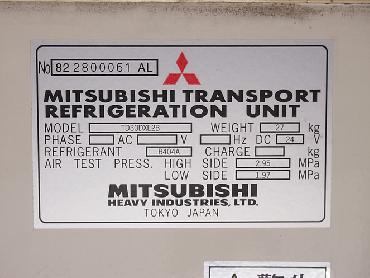 No 822800061 AL
MITSUBISHI TRANSPORT
REFRIGERATION UNIT
MODEL WEIGHT 27 kg
PHASE AC V Hz DC 24 V
REFRIGERANT R404A CHARGE kg
AIR TEST PRESS. HIGH SIDE 2.95 MPa
LOW SIDE 1.97 MPa
MITSUBISHI
HEAVY INDUSTRIES, LTD.
TOKYO JAPAN